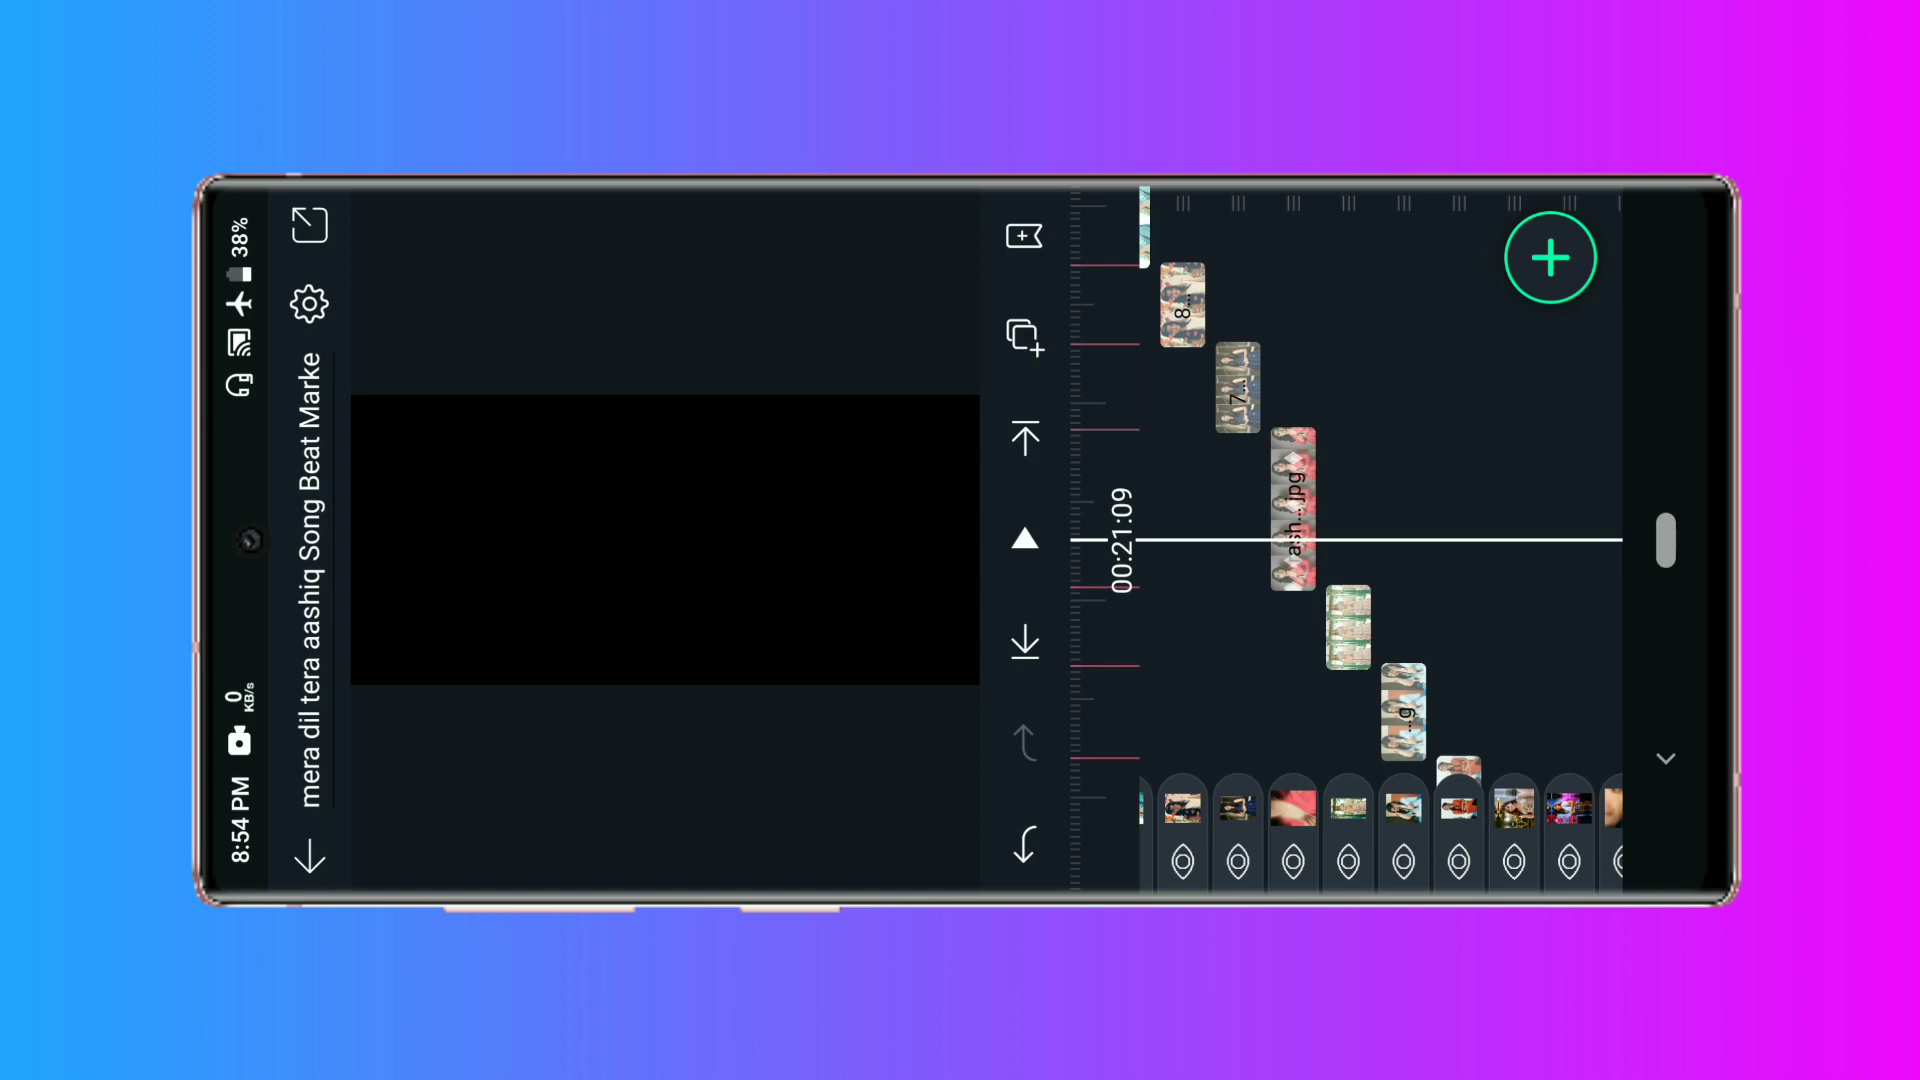 8:54 PM
0
KB/s
38%
mera dil tera aashiq Song Beat Marke
00:21:09
8...
7...
ash...jpg
...g